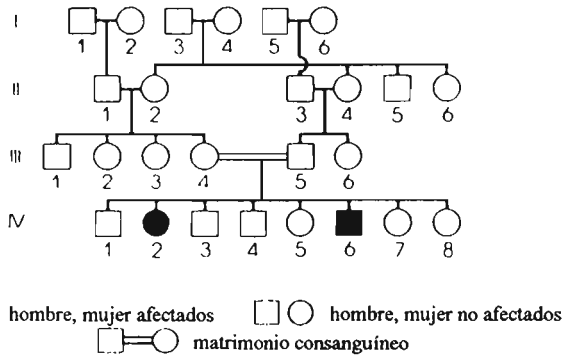 I
1 2 3 4 5 6
II
1 2 3 4 5 6
III
1 2 3 4 5 6
IV
1 2 3 4 5 6 7 8
hombre, mujer afectados hombre, mujer no afectados
matrimonio consanguíneo